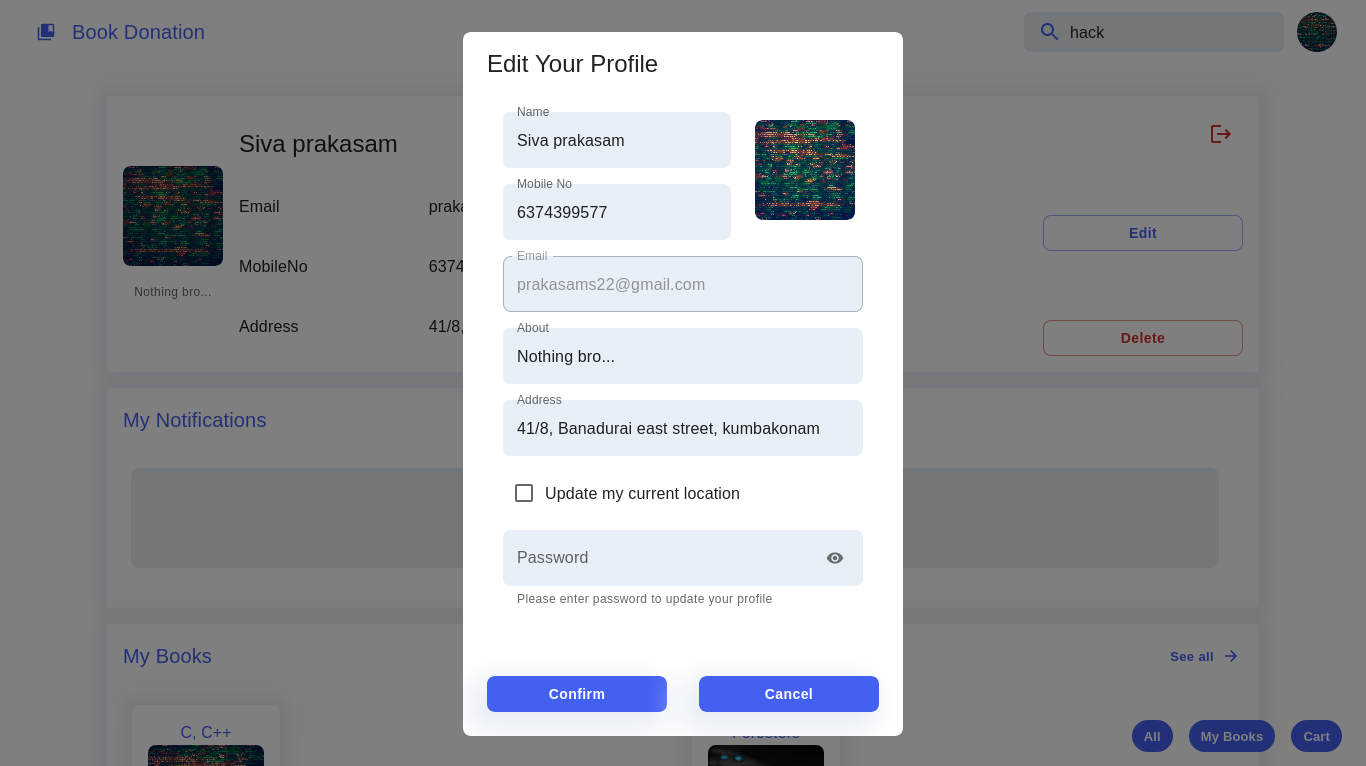 Book Donation
hack
Edit Your Profile
Name
Siva prakasam
Mobile No
6374399577
Email
prakasams22@gmail.com
About
Nothing bro...
Address
41/8, Banadurai east street, kumbakonam
Update my current location
Password
Please enter password to update your profile
Confirm
Cancel
Siva prakasam
Email
MobileNo
6374
Nothing bro...
Address
41/8,
Edit
Delete
My Notifications
My Books
See all
C, C++
All
My Books
Cart